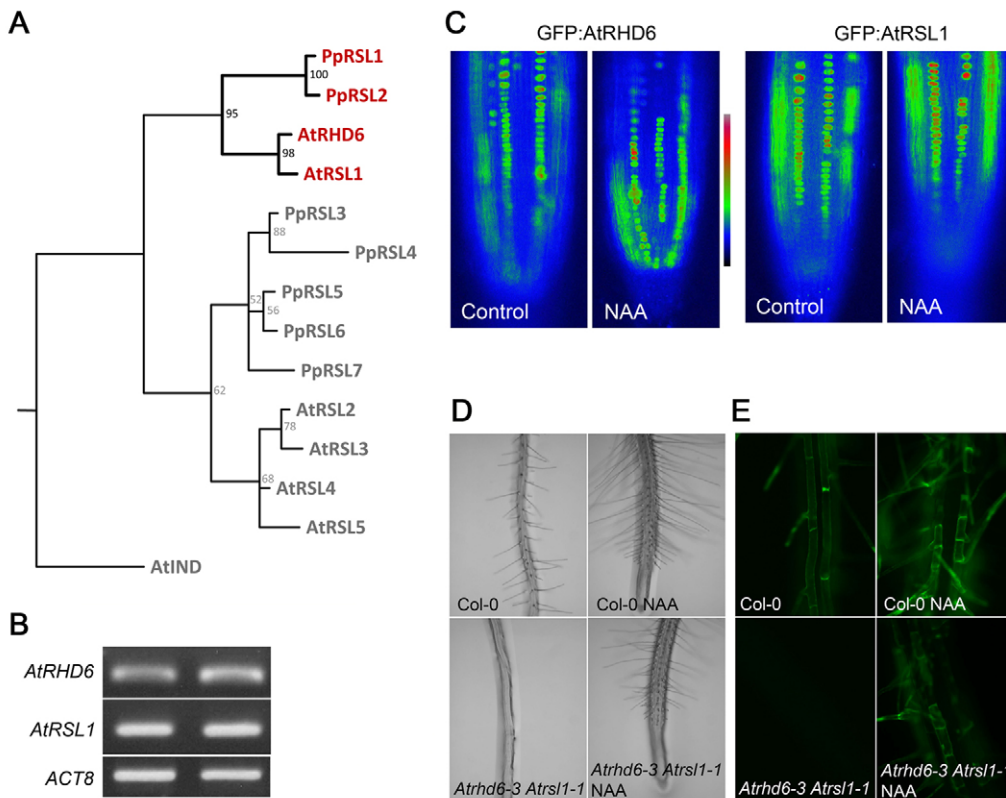 A
PpRSL1
100
PpRSL2
95
AtRHD6
98
AtRSL1
PpRSL3
88
PpRSL4
PpRSL5
52
56
PpRSL6
PpRSL7
62
AtRSL2
78
AtRSL3
68
AtRSL4
AtRSL5
AtIND
B
AtRHD6
AtRSL1
ACT8
C
GFP:AtRHD6
GFP:AtRSL1
Control
NAA
Control
NAA
D
Col-0
Col-0 NAA
Atrhd6-3 Atrsl1-1
Atrhd6-3 Atrsl1-1
NAA
E
Col-0
Col-0 NAA
Atrhd6-3 Atrsl1-1
Atrhd6-3 Atrsl1-1
NAA